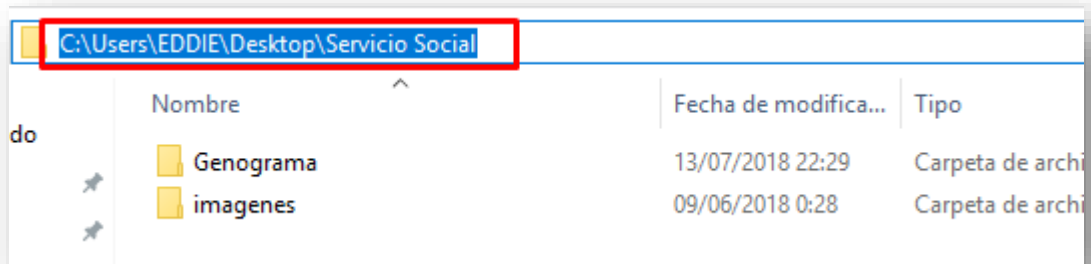 C:\Users\EDDIE\Desktop\Servicio Social
Nombre Fecha de modifica... Tipo
do
Genograma 13/07/2018 22:29 Carpeta de archi
imagenes 09/06/2018 0:28 Carpeta de archi